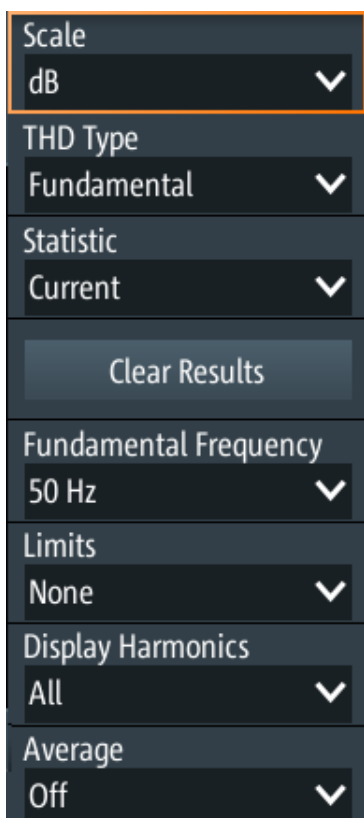 Scale
dB
THD Type
Fundamental
Statistic
Current
Clear Results
Fundamental Frequency
50 Hz
Limits
None
Display Harmonics
All
Average
Off